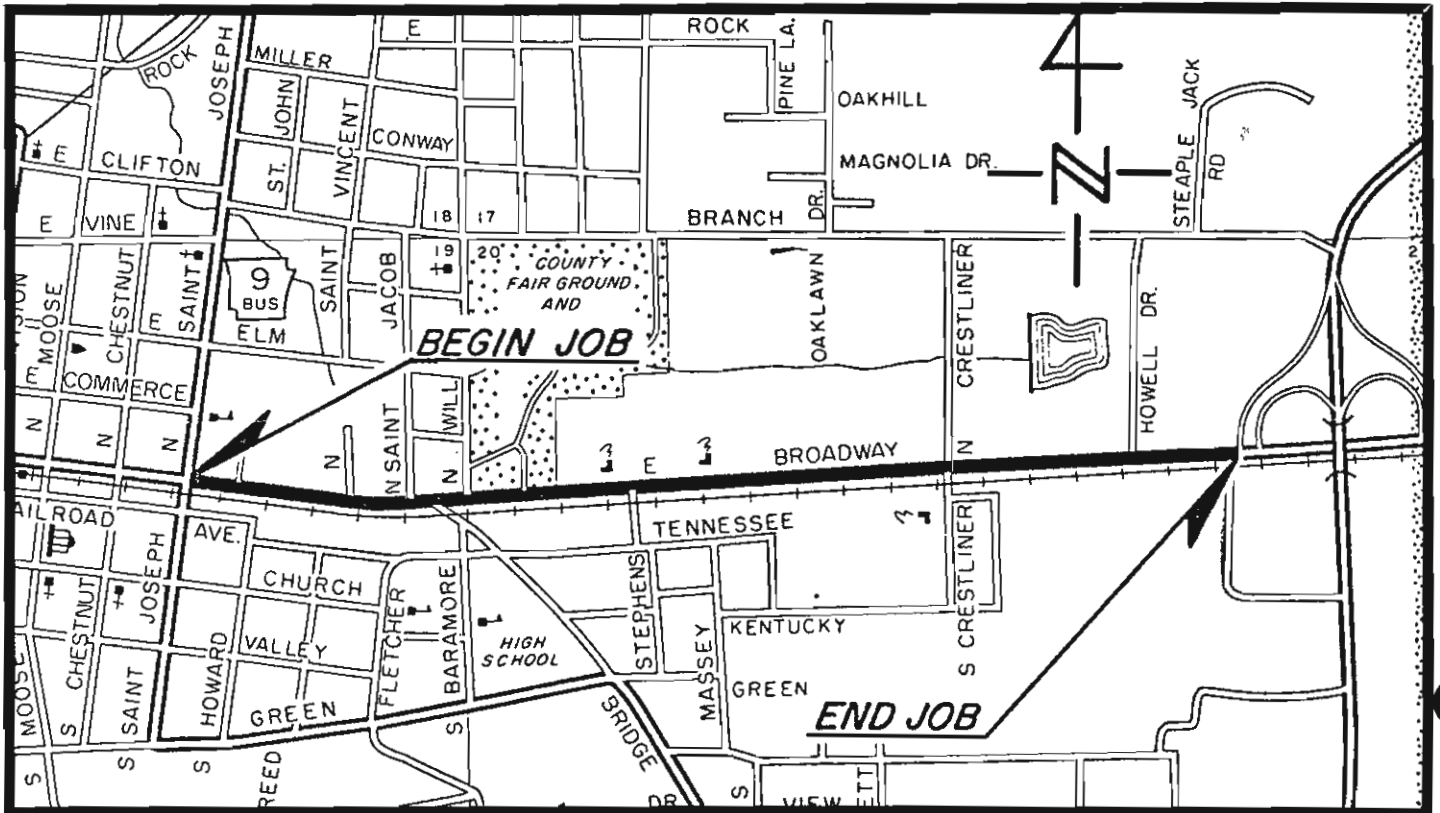 E
ROCK
MILLER
ROCK
JOSEPH
PINE LA.
OAKHILL
STEAPLE JACK
RD
ST. JOHN
VINCENT
CONWAY
E CLIFTON
MAGNOLIA DR.
N
E VINE
18 17
BRANCH
DR.
19 20
2
COUNTY
FAIR GROUND
AND
MOOSE
CHESTNUT
SAINT
9
BUS
SAINT
JACOB
OAKLAWN
CRESTLINER
HOWELL DR.
E
ELM
BEGIN JOB
E
COMMERCE
N
N
N
N
N SAINT
WILL
N
N
E BROADWAY
AILROAD
AVE.
TENNESSEE
CHURCH
JOSEPH
CHESTNUT
FLETCHER
BARAMORE
STEPHENS
MASSEY
S CRESTLINER
KENTUCKY
VALLEY
HIGH
SCHOOL
MOOSE
S
SAINT
HOWARD
GREEN
GREEN
S
BRIDGE
END JOB
S
S
S
REED
DR
S
VIEW
ETT